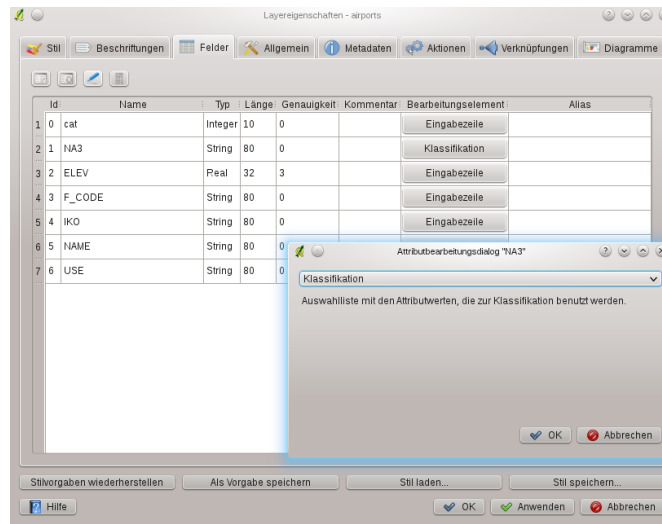 Layereigenschaften - airports
Stil Beschriftungen Felder Allgemein Metadaten Aktionen Verknüpfungen Diagramme
Id Name Typ Länge Genauigkeit Kommentar Bearbeitungselement Alias
1 0 cat Integer 10 0 Eingabezeile
2 1 NA3 String 80 0 Klassifikation
3 2 ELEV Real 32 3 Eingabezeile
4 3 F_CODE String 80 0 Eingabezeile
5 4 IKO String 80 0 Eingabezeile
6 5 NAME String 80 0
7 6 USE String 80 0
Attributbearbeitungsdialog "NA3"
Klassifikation
Auswahlliste mit den Attributwerten, die zur Klassifikation benutzt werden.
OK Abbrechen
Stilvorgaben wiederherstellen Als Vorgabe speichern Stil laden... Stil speichern...
Hilfe OK Anwenden Abbrechen